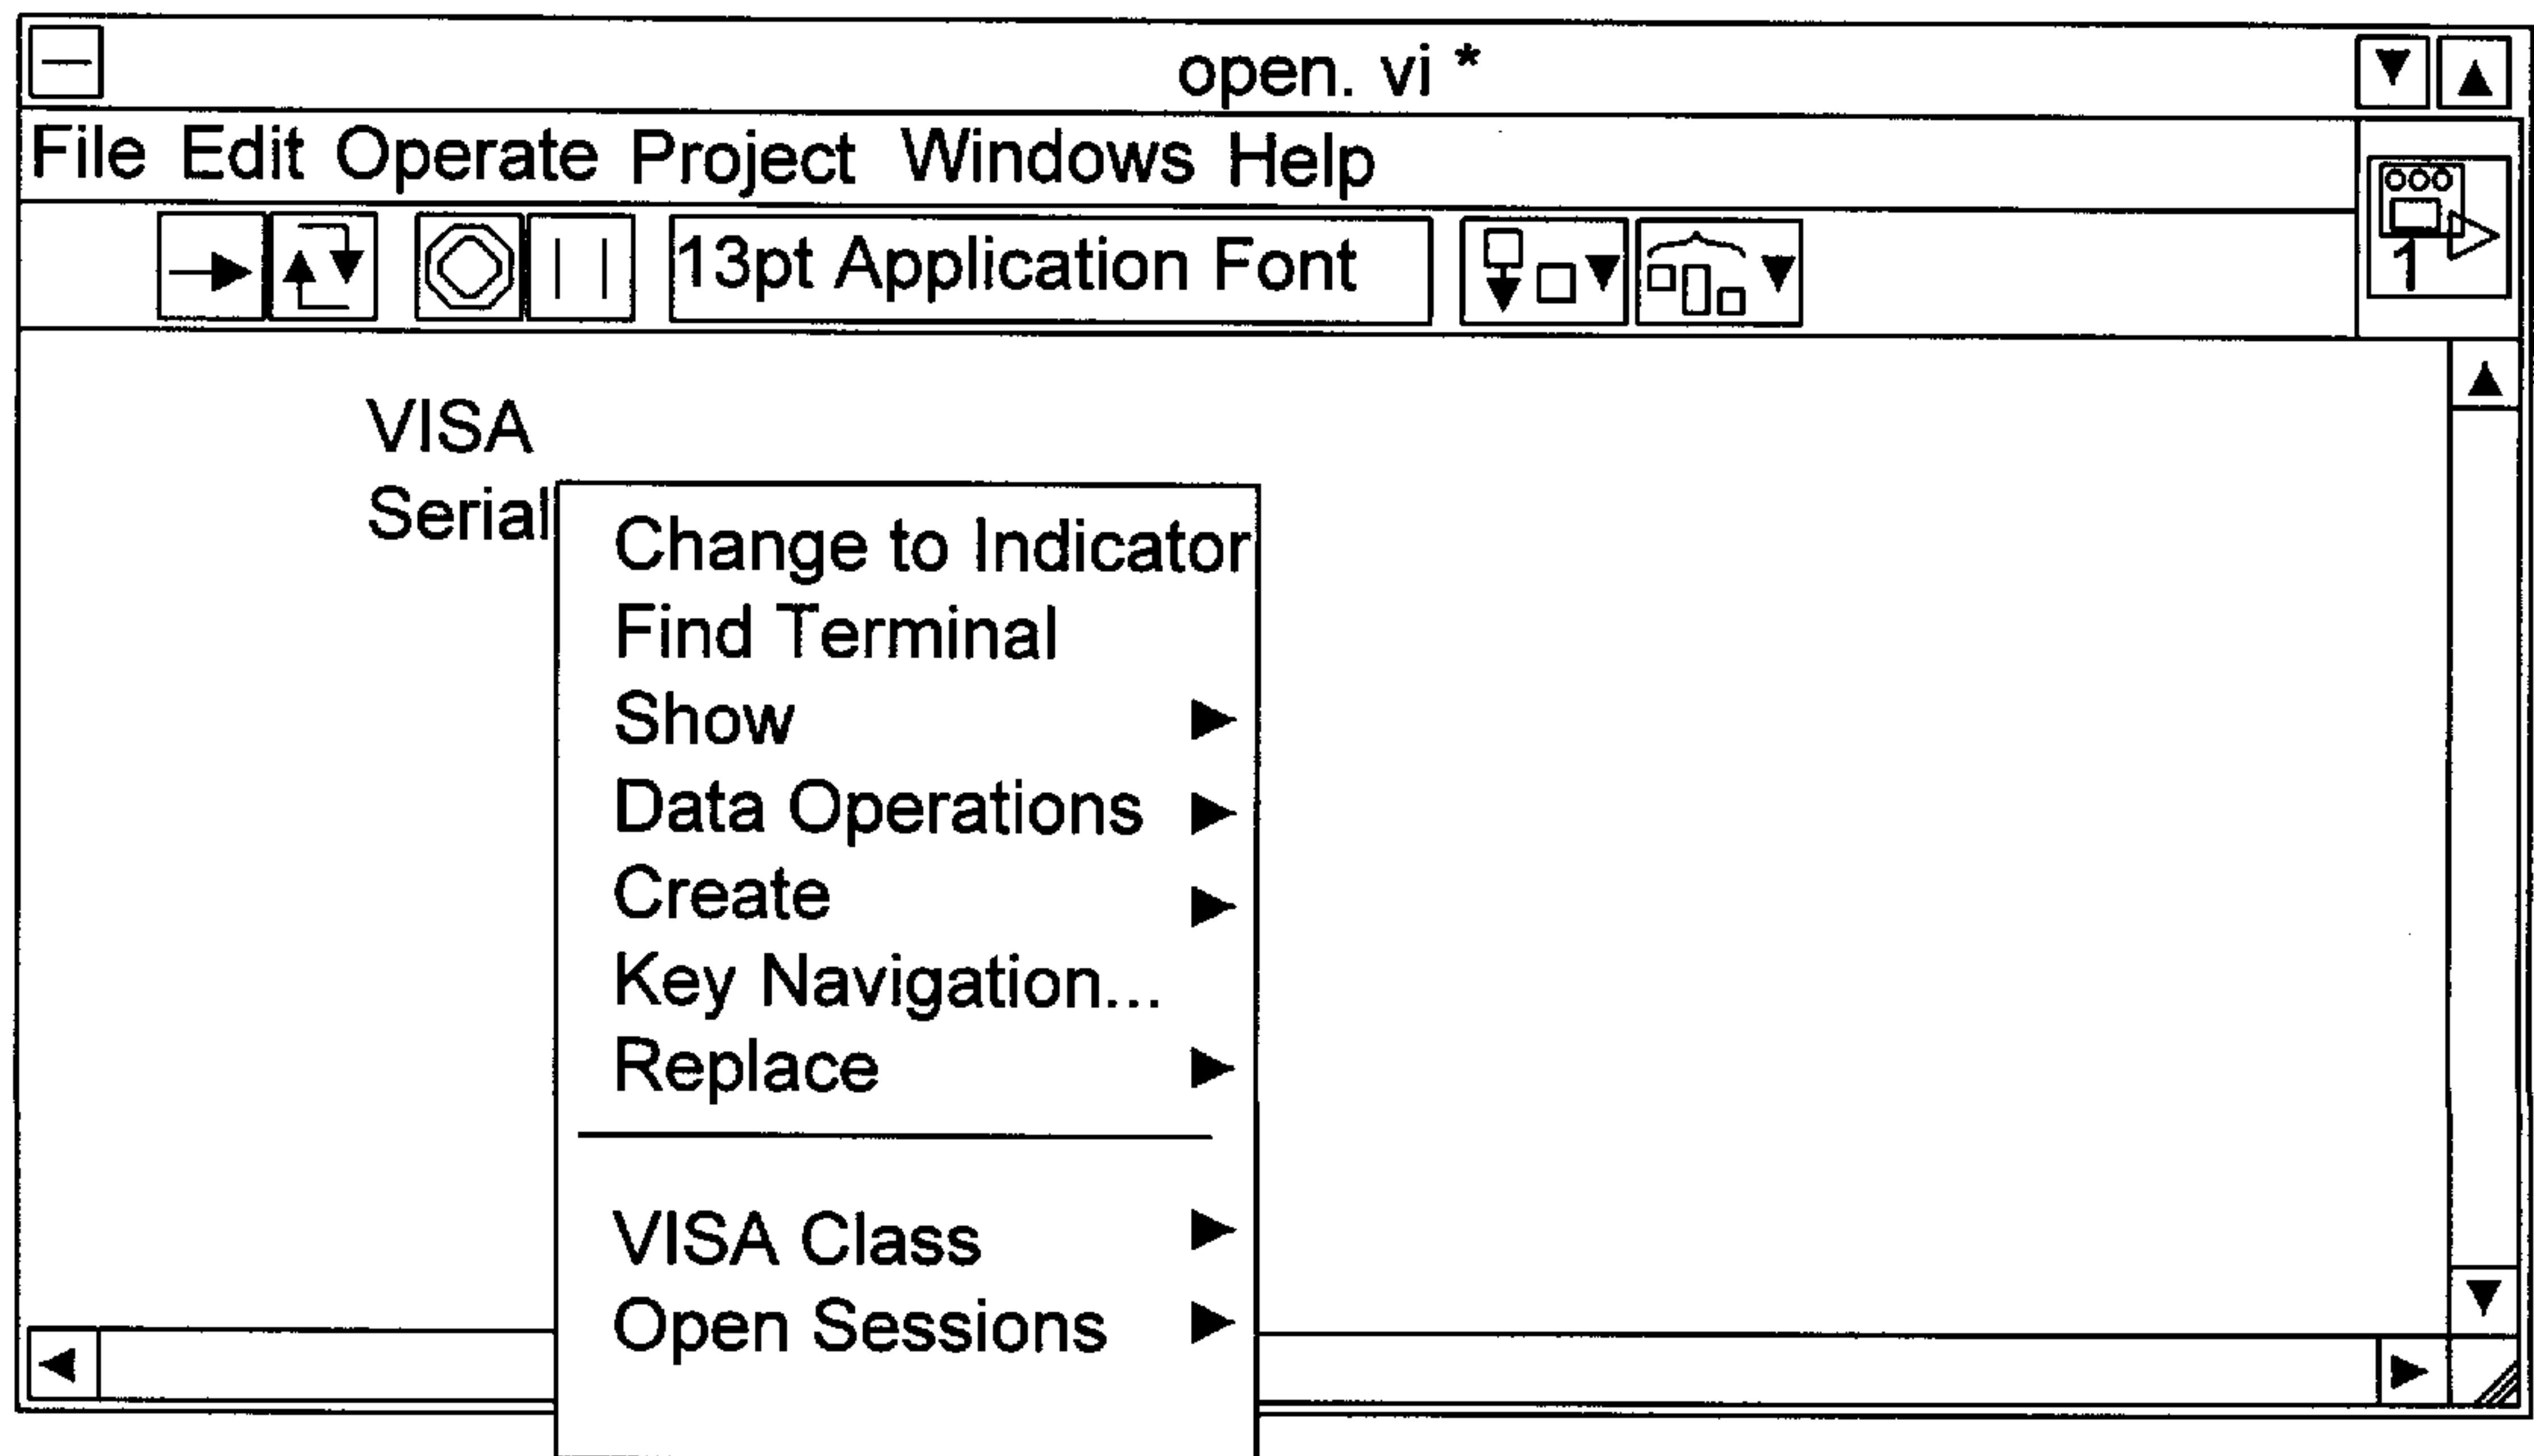 open. vi *
File Edit Operate Project Windows Help
13pt Application Font
1
VISA
Serial
Change to Indicator
Find Terminal
Show
Data Operations
Create
Key Navigation...
Replace
VISA Class
Open Sessions